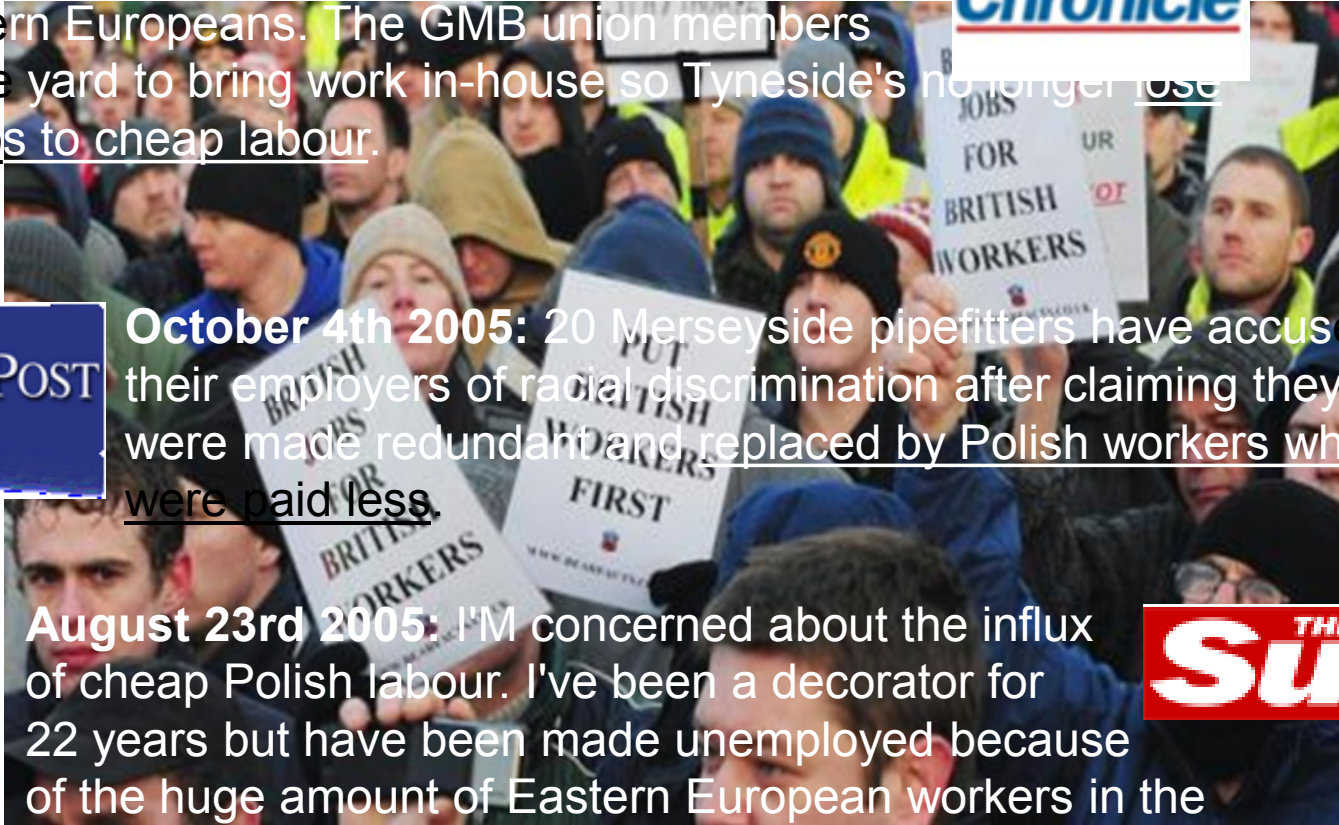 Chronicle
ern Europeans. The GMB union members
e yard to bring work in-house so Tyneside's no longer lose
s to cheap labour.
JOBS
FOR
BRITISH
WORKERS
UR
October 4th 2005: 20 Merseyside pipefitters have accuse
POST
their employers of racial discrimination after claiming they
were made redundant and replaced by Polish workers wh
were paid less.
BRITISH
JOBS
FOR
BRITISH
WORKERS
PUT
BRITISH
WORKERS
FIRST
August 23rd 2005: I'M concerned about the influx
of cheap Polish labour. I've been a decorator for
22 years but have been made unemployed because
of the huge amount of Eastern European workers in the
THE
Su